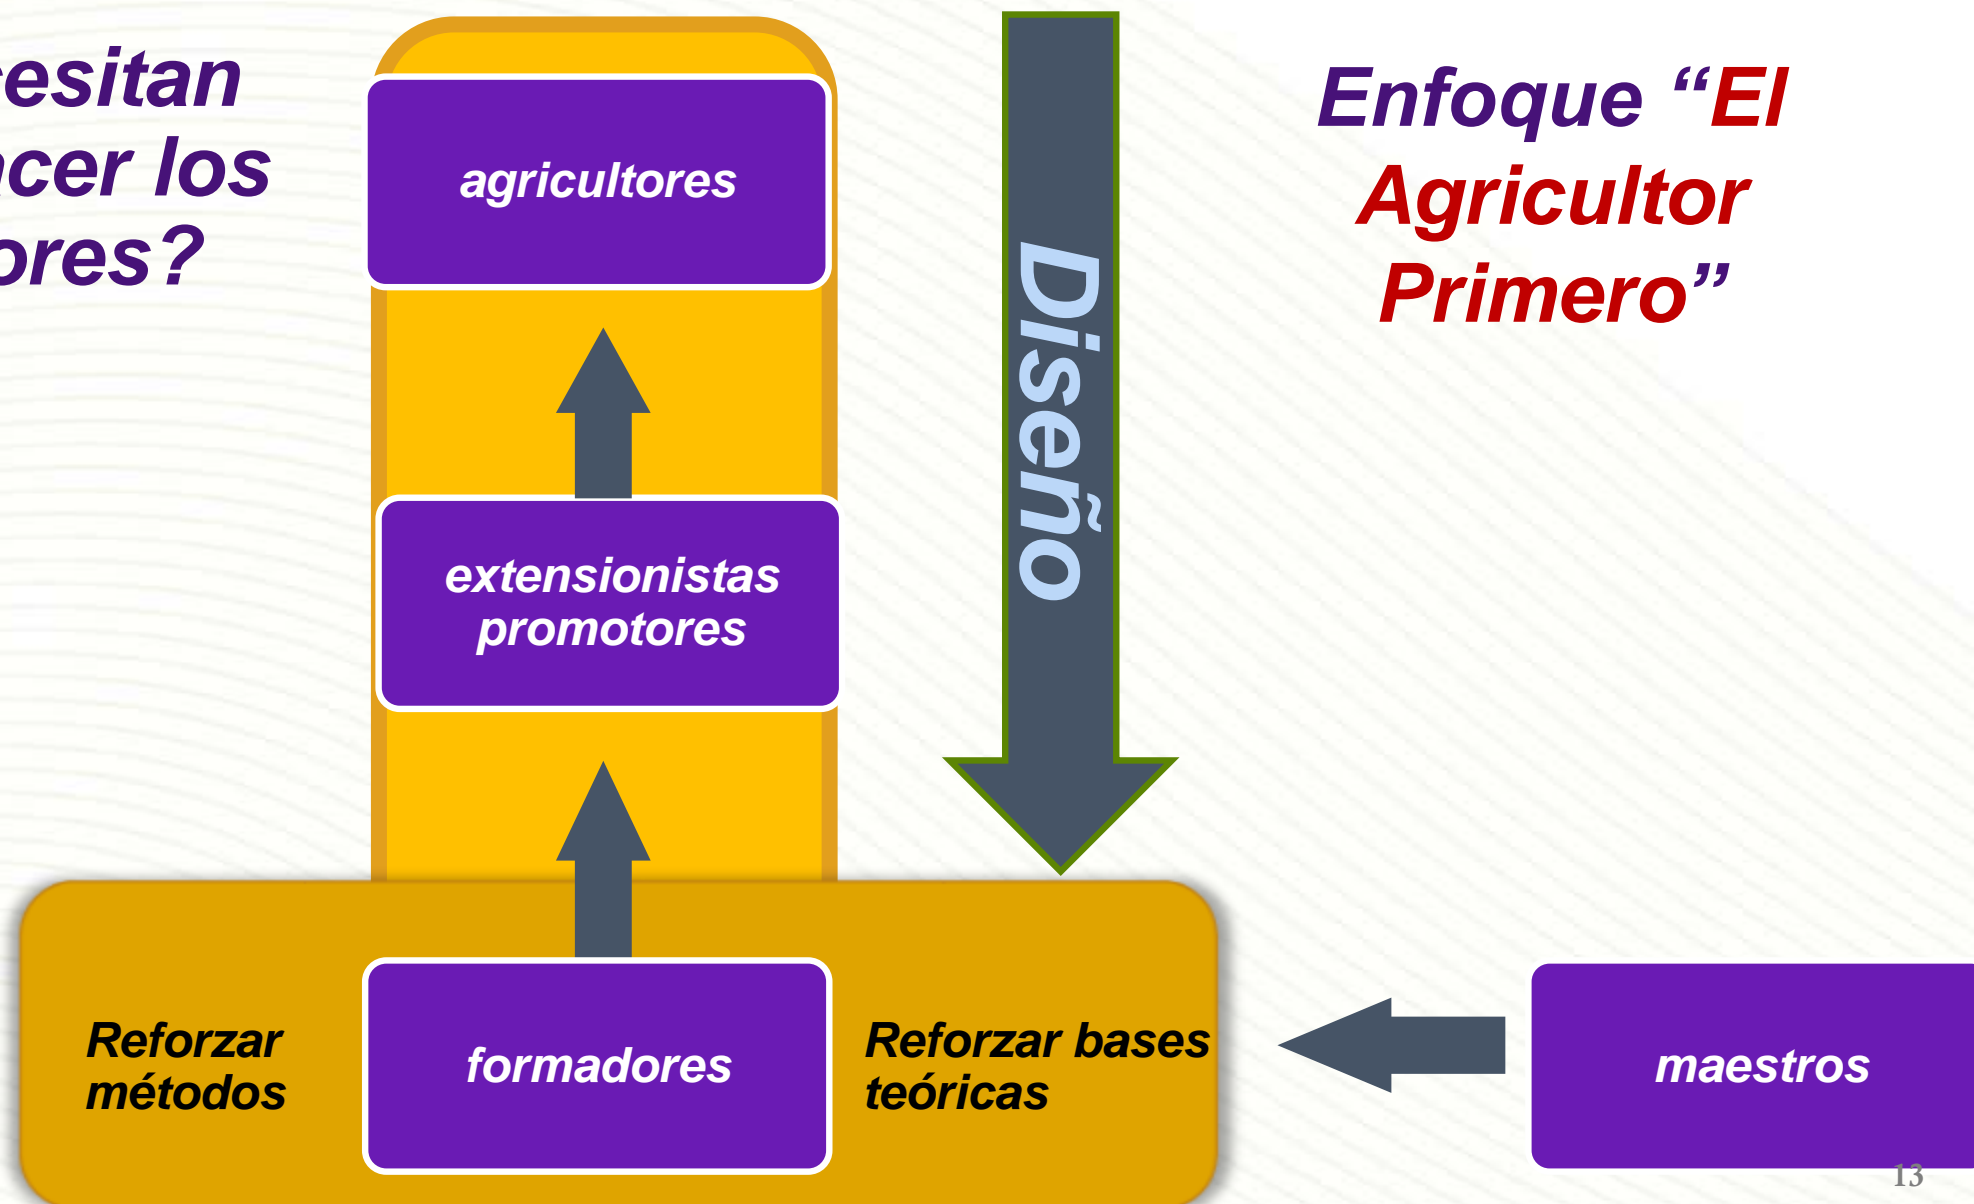 esitan
cer los
ores?
agricultores
Enfoque “El
Agricultor
Primero”
Diseño
extensionistas
promotores
Reforzar
métodos
formadores
Reforzar bases
teóricas
maestros
13